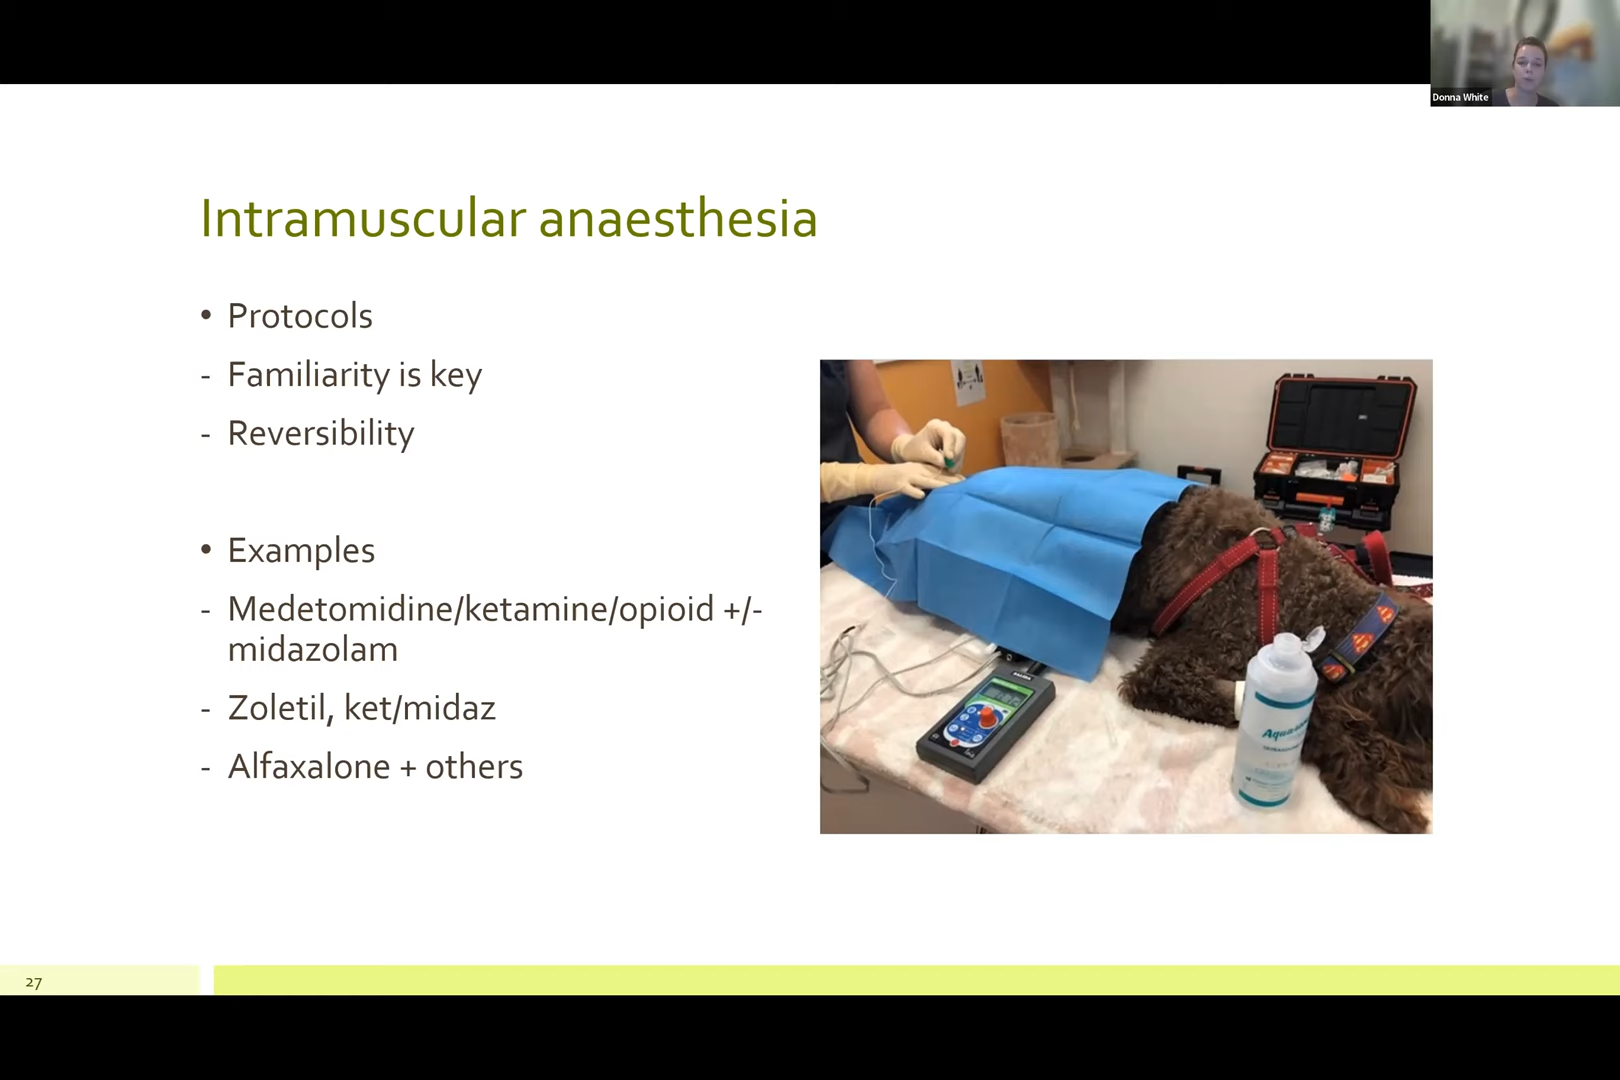 Donna White
Intramuscular anaesthesia
• Protocols
- Familiarity is key
- Reversibility
• Examples
- Medetomidine/ketamine/opioid +/-
midazolam
- Zoletil, ket/midaz
- Alfaxalone + others
27